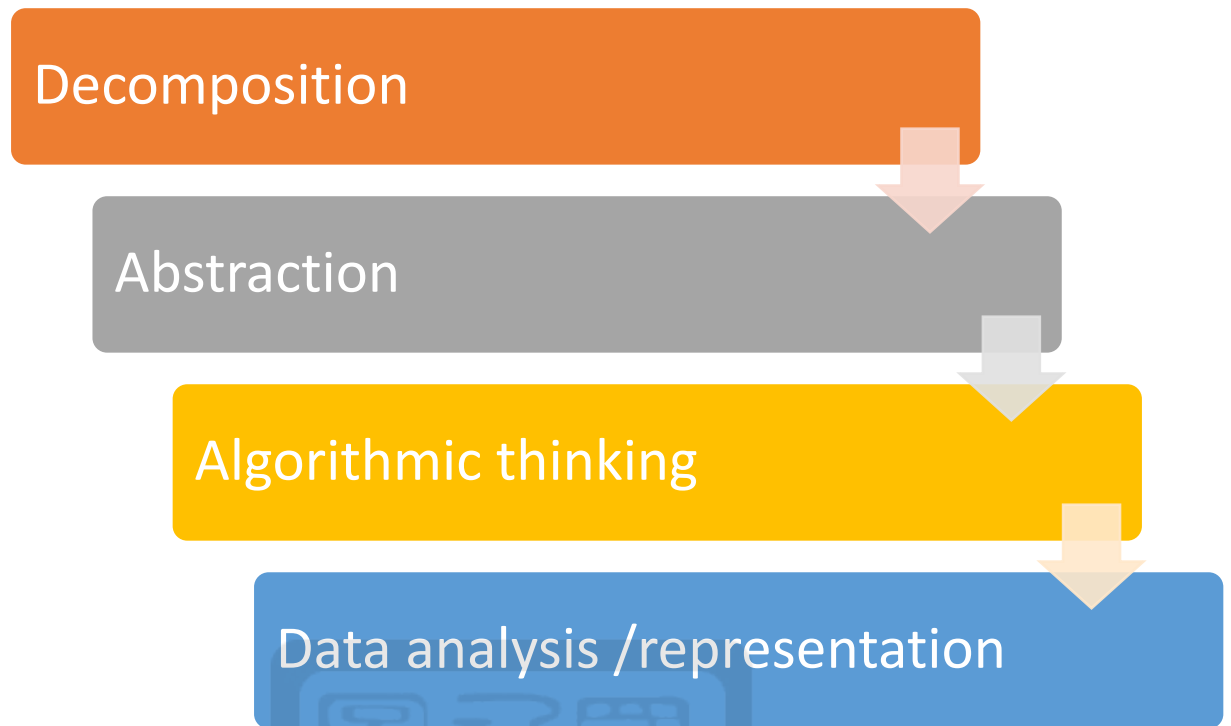 Decomposition
Abstraction
Algorithmic thinking
Data analysis /representation